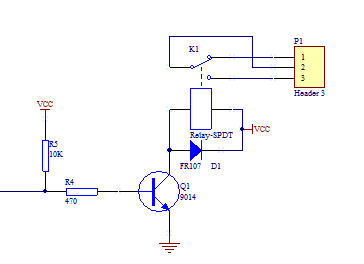 P1
K1
1
2
3
Header 3
VCC
VCC
Relay-SPDT
R5
10K
FR107 D1
R4
470
Q1
9014